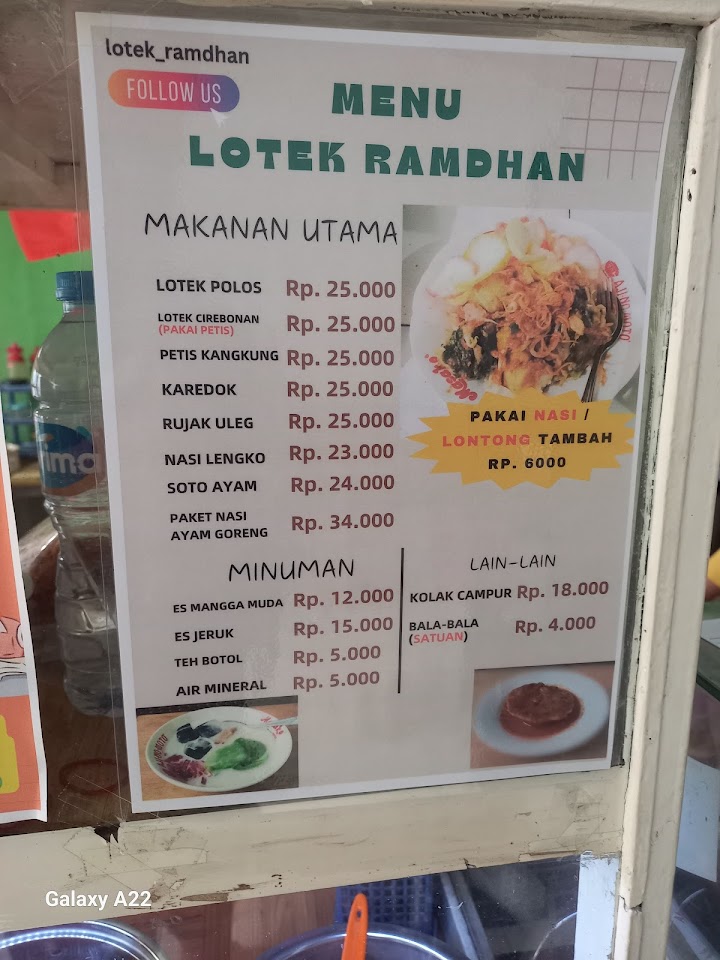 lotek_ramdhan
FOLLOW US
MENU
LOTEK RAMDHAN
MAKANAN UTAMA
LOTEK POLOS Rp. 25.000
LOTEK CIREBONAN Rp. 25.000
(PAKAI PETIS)
PETIS KANGKUNG Rp. 25.000
KAREDOK Rp. 25.000
RUJAK ULEG Rp. 25.000
NASI LENGKO Rp. 23.000
SOTO AYAM Rp. 24.000
PAKET NASI
AYAM GORENG Rp. 34.000
AJINOMOTO
PAKAI NASI /
LONTONG TAMBAH
RP. 6000
MINUMAN
ES MANGGA MUDA Rp. 12.000
ES JERUK Rp. 15.000
TEH BOTOL Rp. 5.000
AIR MINERAL Rp. 5.000
LAIN-LAIN
KOLAK CAMPUR Rp. 18.000
BALA-BALA Rp. 4.000
(SATUAN)
Galaxy A22